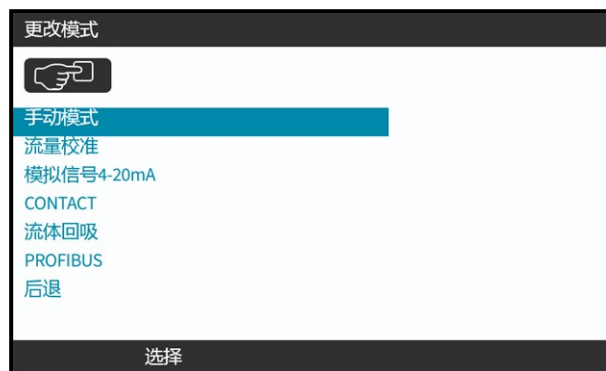 更改模式
手动模式
流量校准
模拟信号4-20mA
CONTACT
流体回吸
PROFIBUS
后退
选择